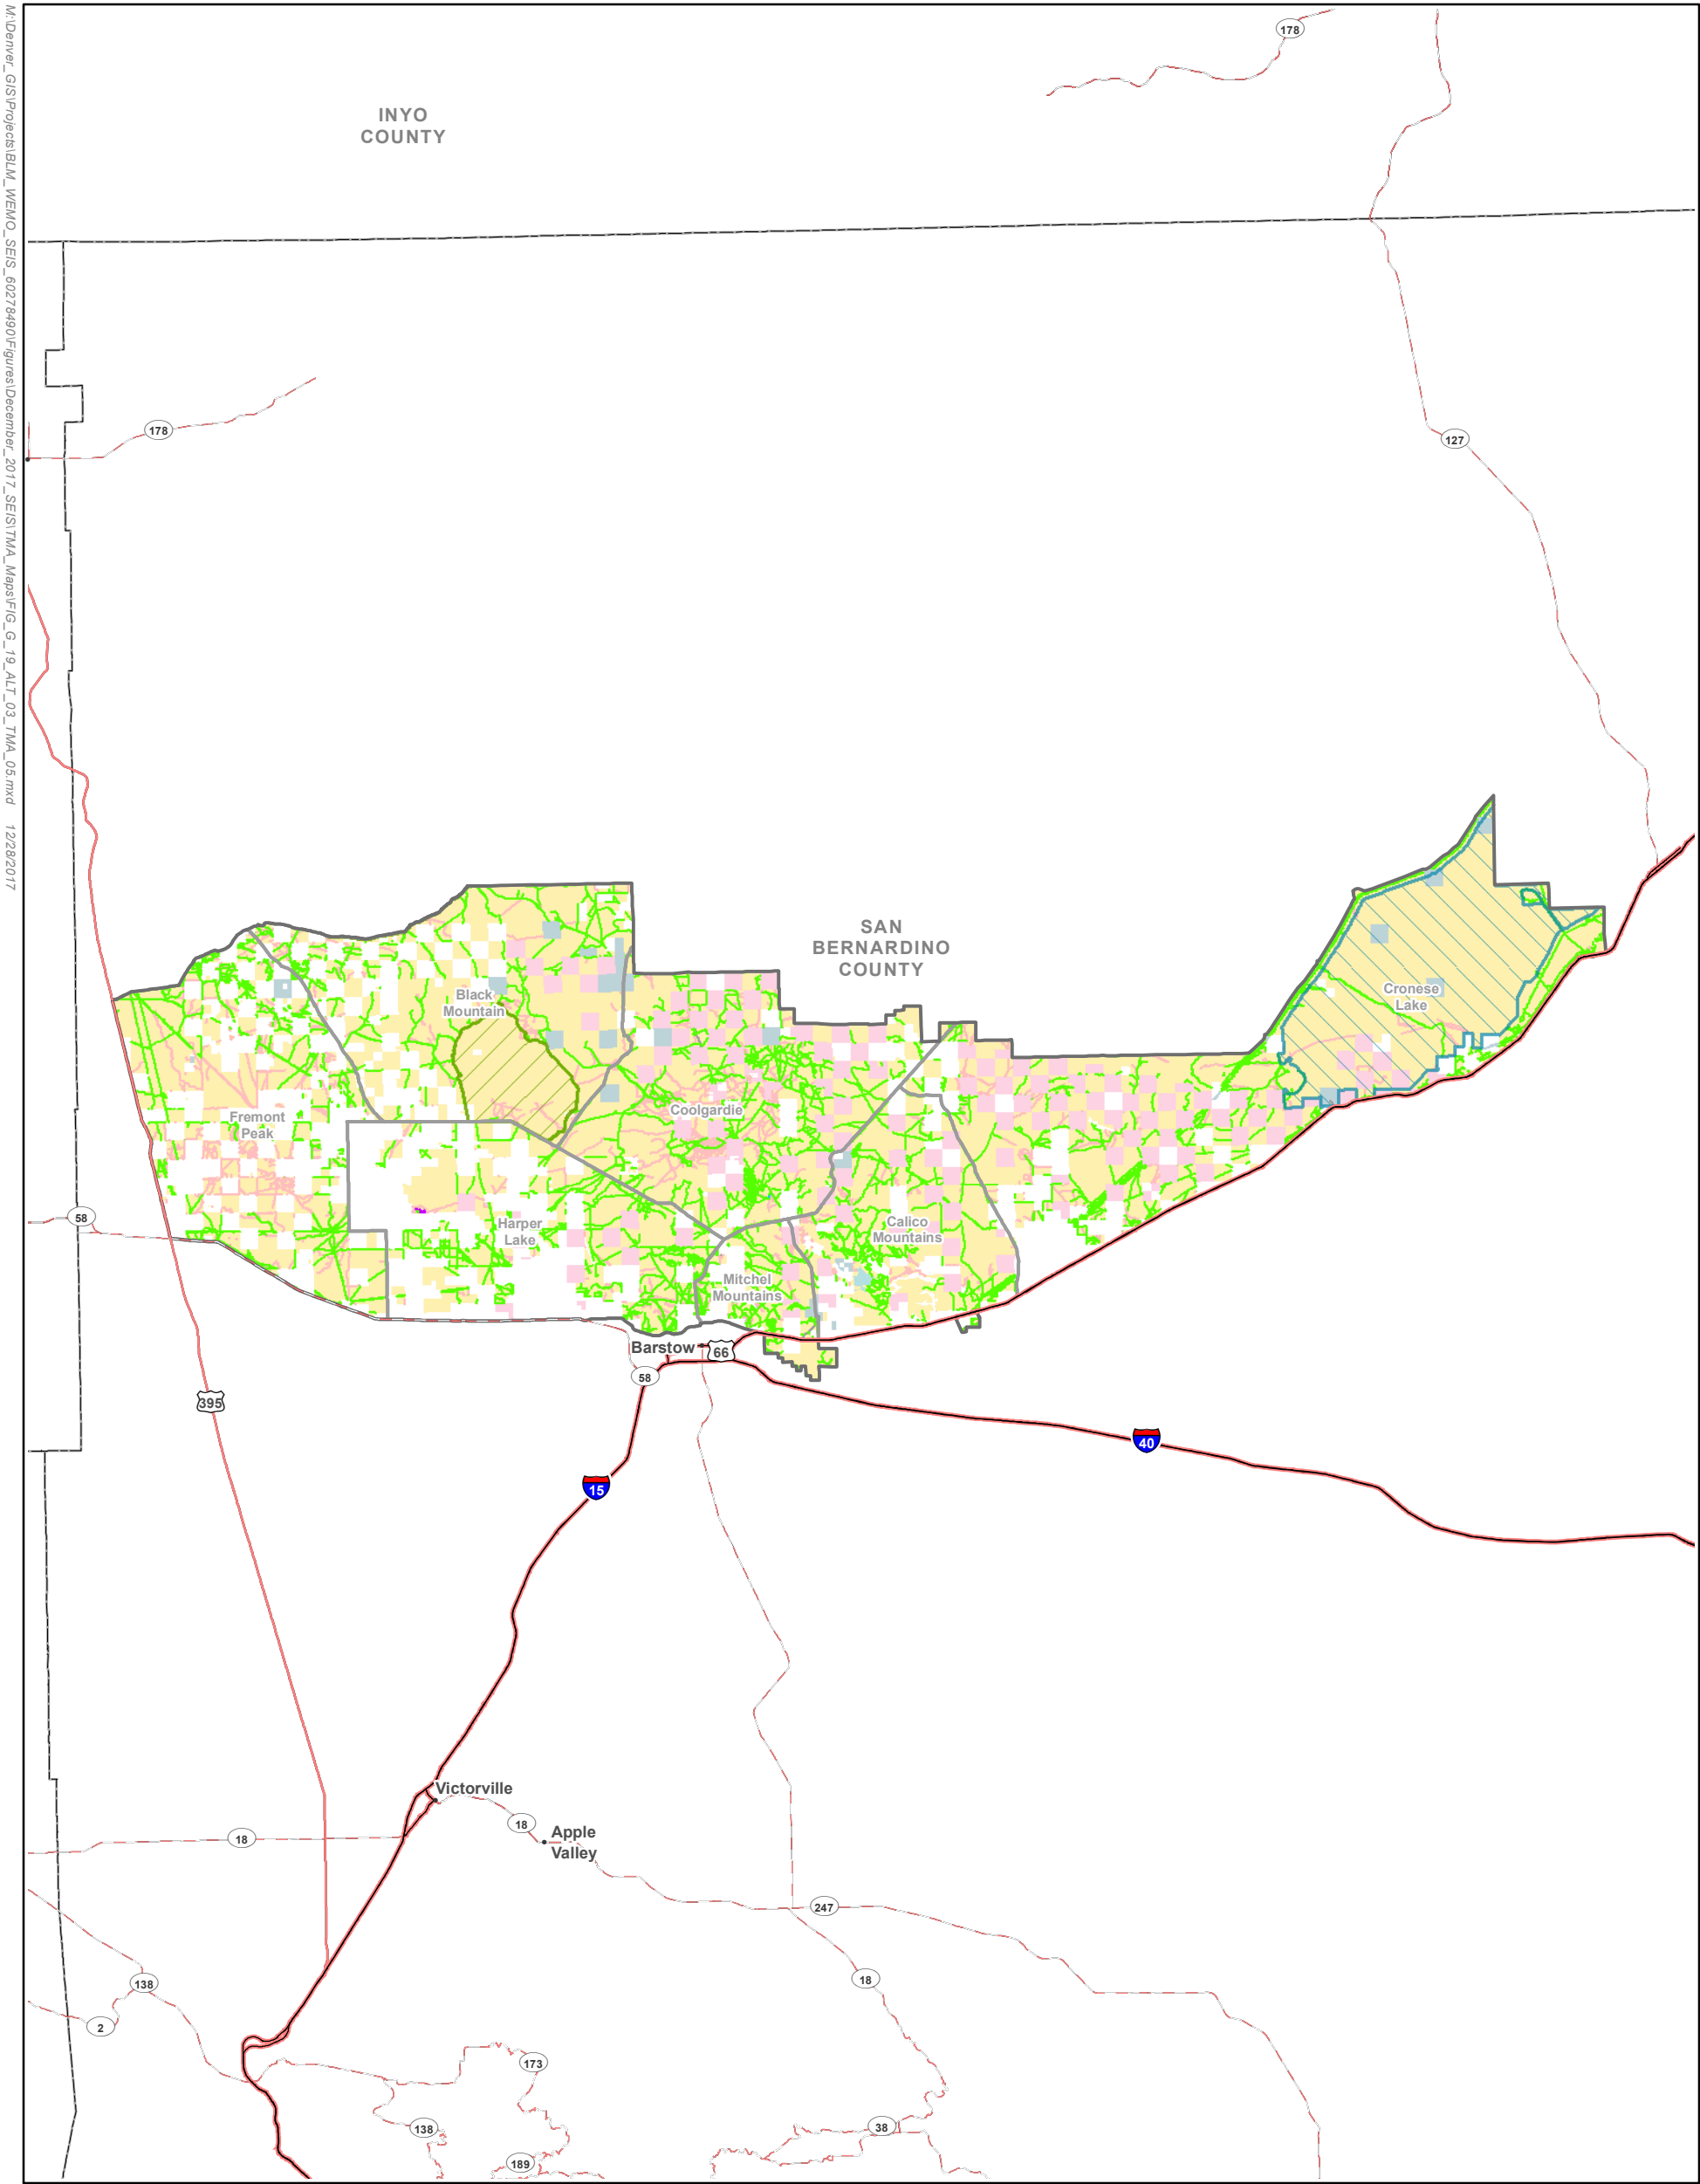 M:\Denver_GIS\Projects\BLM_WEMO_SEIS_60278490\Figures\December_2017_SEIS\TMA_Maps\FIG_G_19_ALT_03_TMA_05.mxd 12/28/2017
178
INYO
COUNTY
178
127
SAN
BERNARDINO
COUNTY
Black
Mountain
Cronese
Lake
Fremont
Peak
Coolgardie
58
Harper
Lake
Calico
Mountains
Mitchel
Mountains
Barstow
66
58
395
40
15
Victorville
18
18
Apple
Valley
247
138
18
2
173
138
38
189